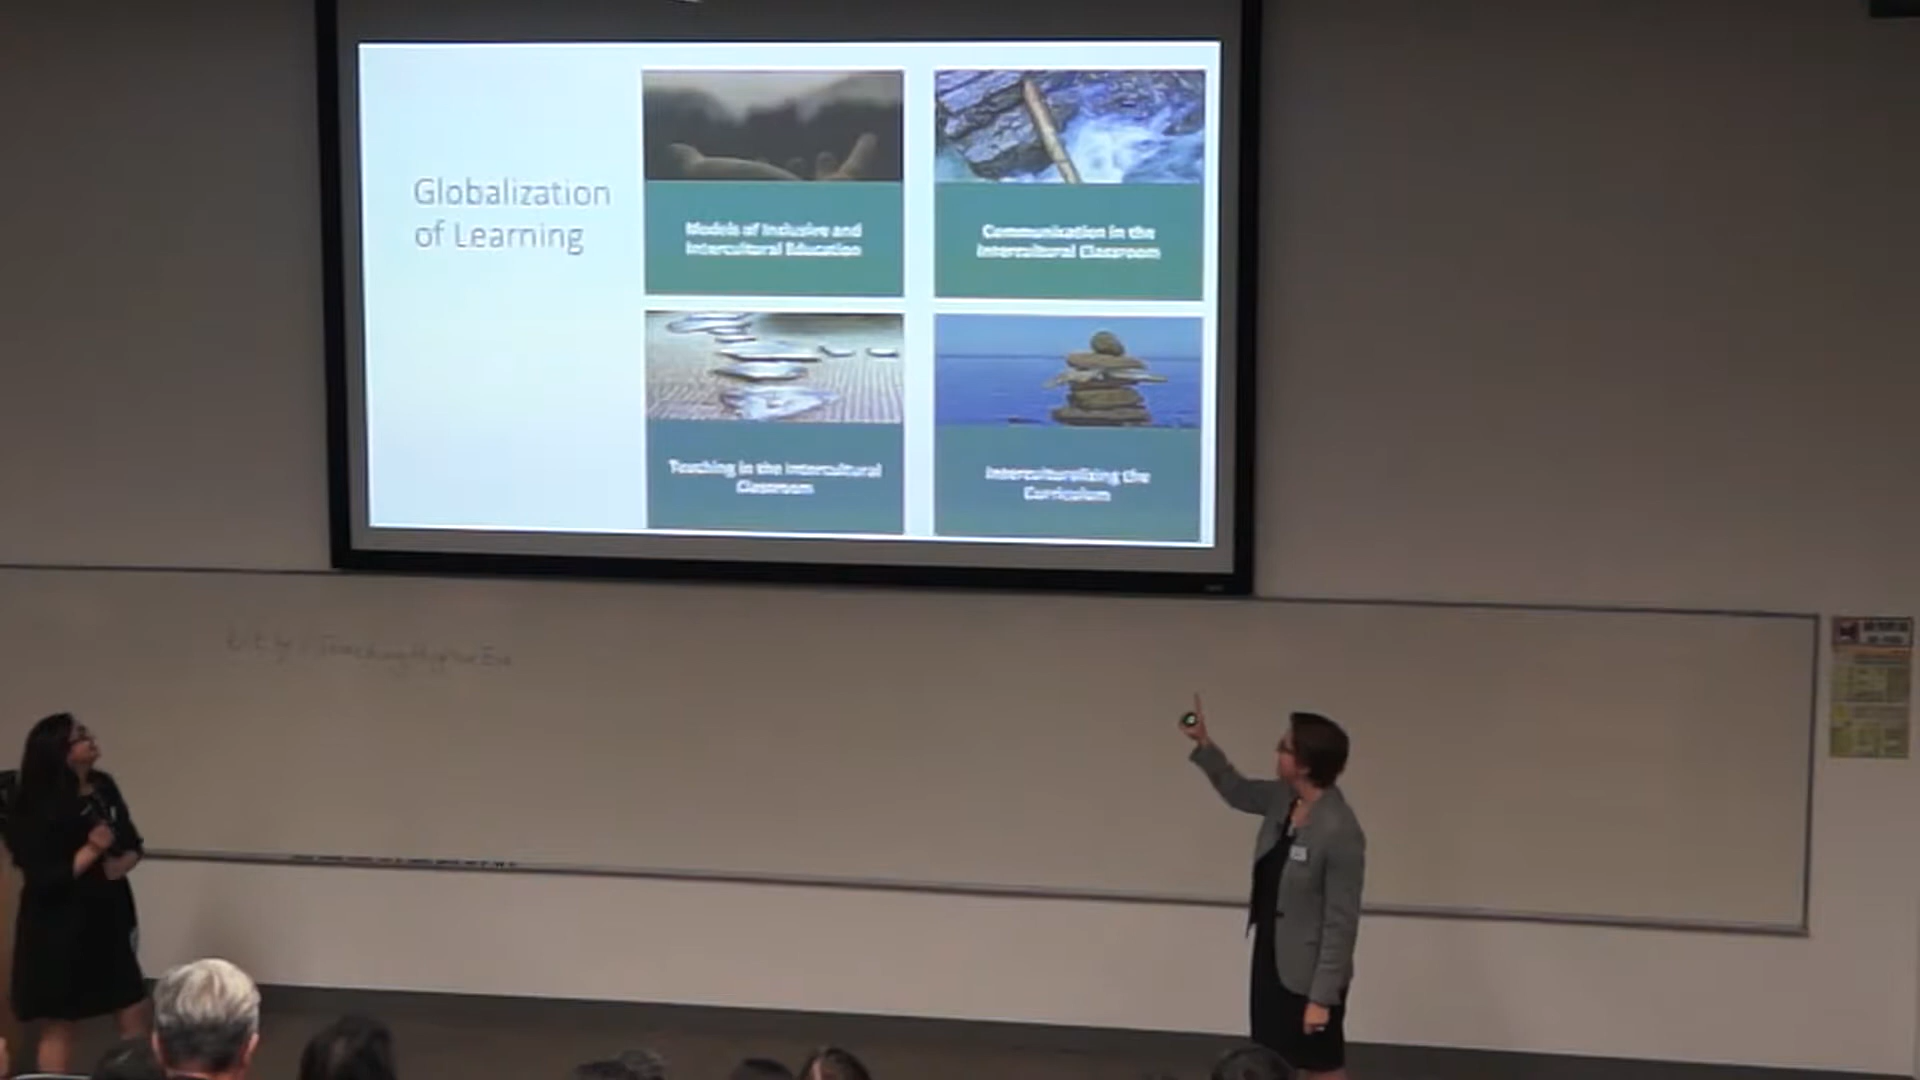 Globalization
of Learning
Models of Inclusive and
Intercultural Education
Communication in the
Intercultural Classroom
Teaching in the Intercultural
Classroom
Interculturalizing the
Curriculum